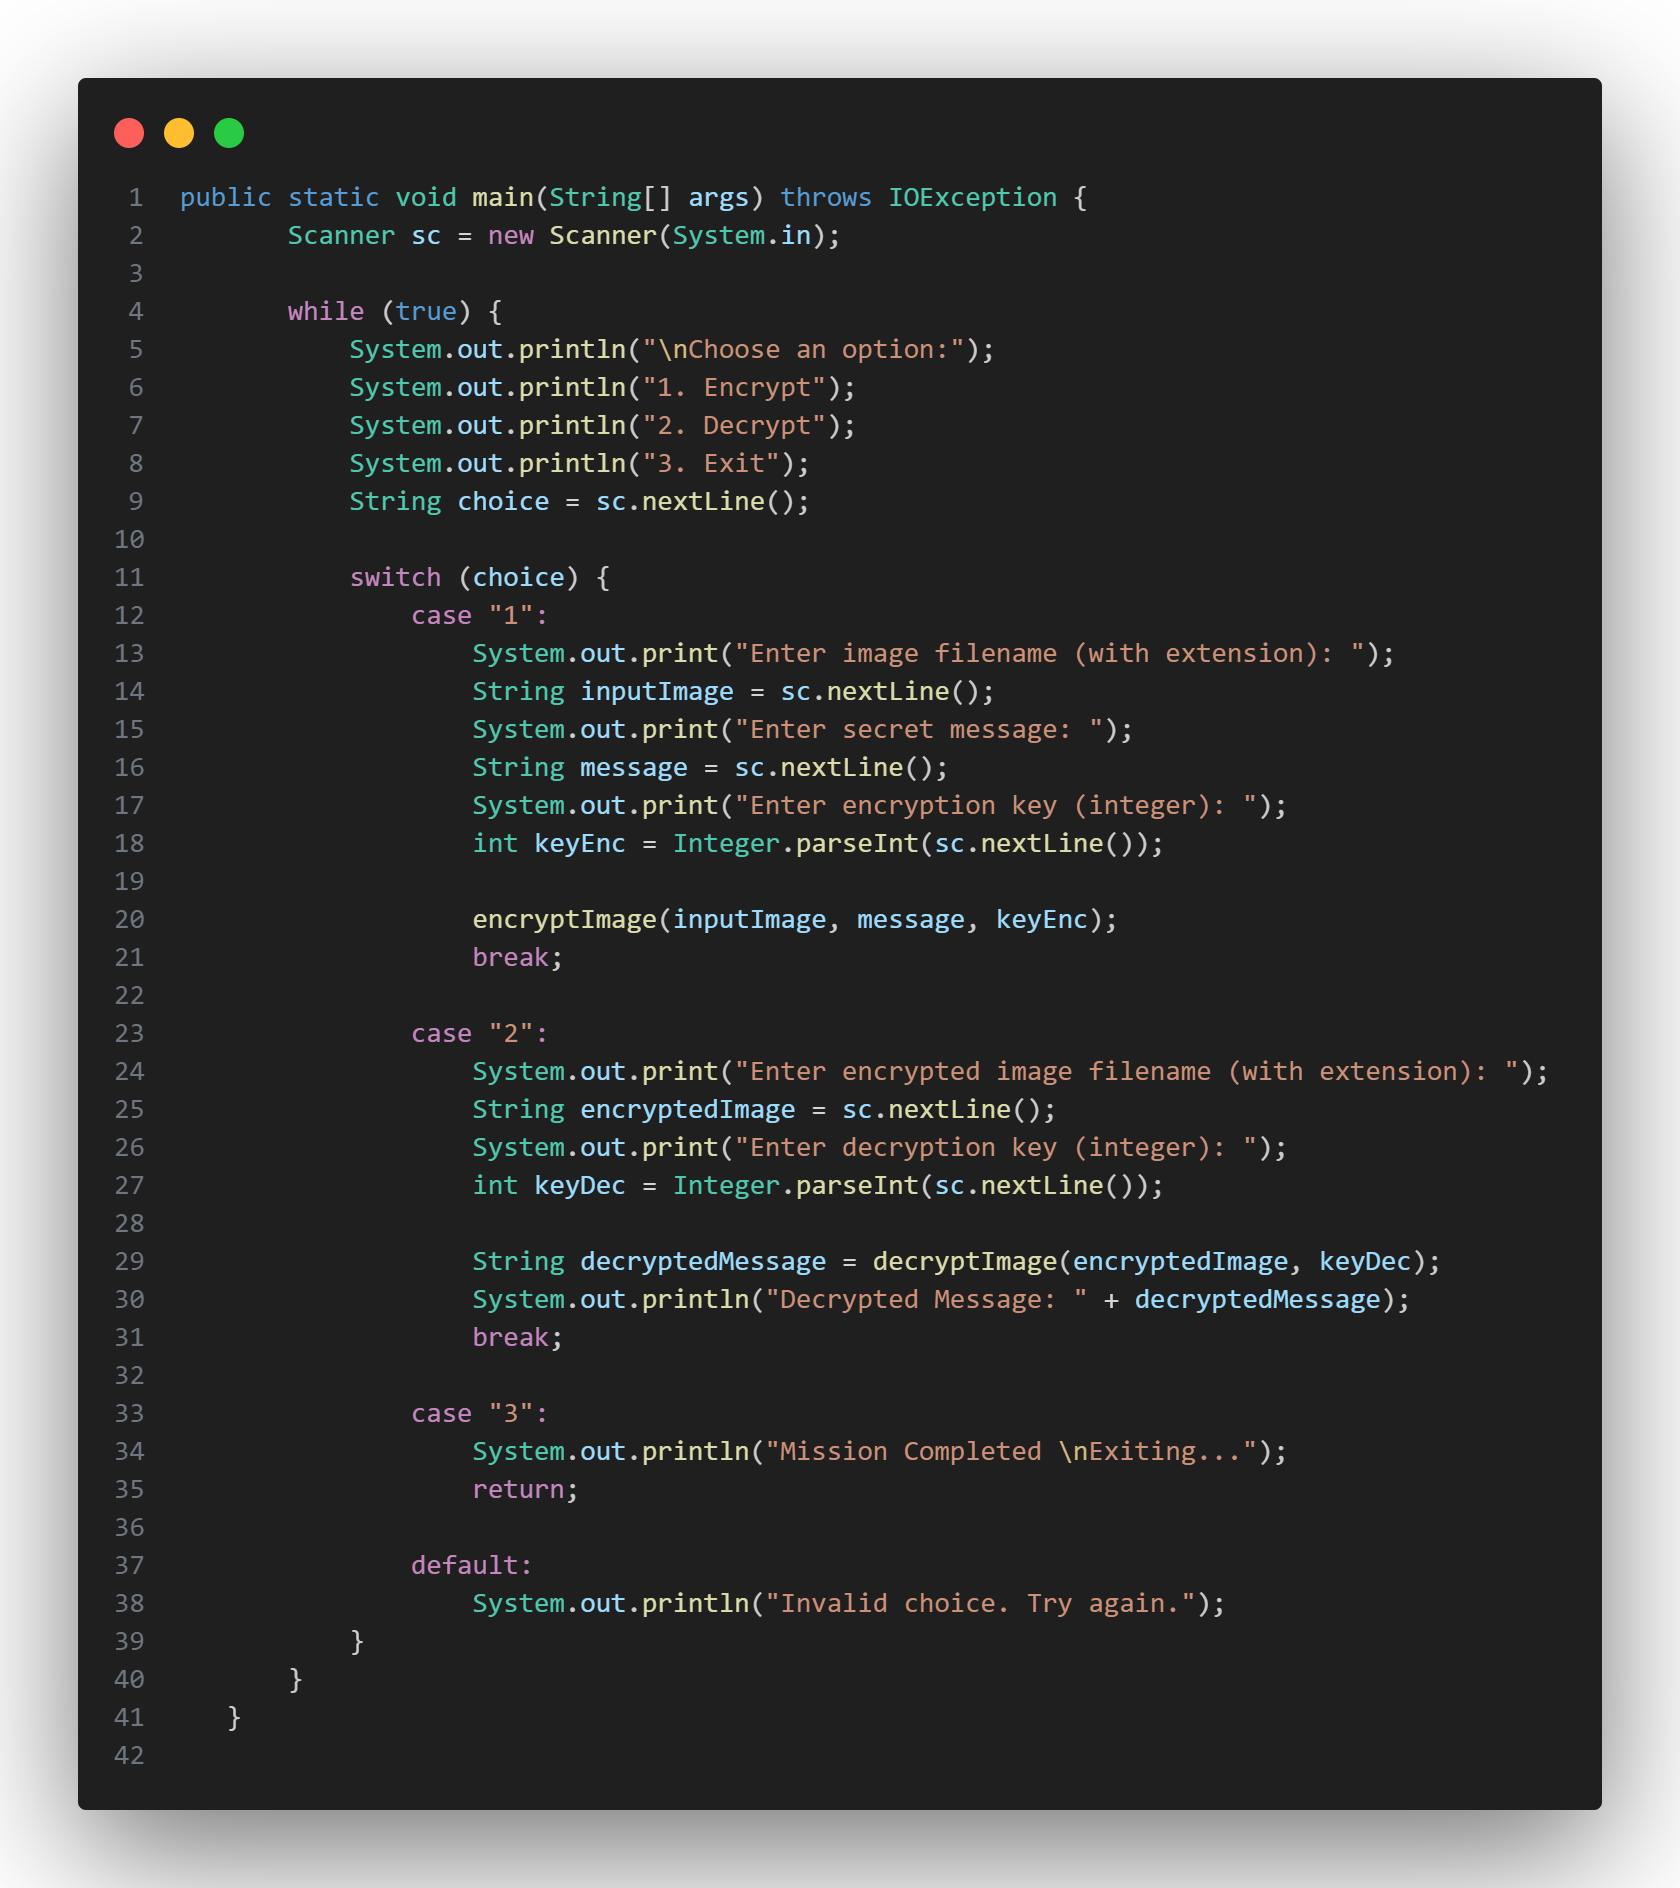 1 public static void main(String[] args) throws IOException {
2 Scanner sc = new Scanner(System.in);
3
4 while (true) {
5 System.out.println("\nChoose an option:");
6 System.out.println("1. Encrypt");
7 System.out.println("2. Decrypt");
8 System.out.println("3. Exit");
9 String choice = sc.nextLine();
10
11 switch (choice) {
12 case "1":
13 System.out.print("Enter image filename (with extension): ");
14 String inputImage = sc.nextLine();
15 System.out.print("Enter secret message: ");
16 String message = sc.nextLine();
17 System.out.print("Enter encryption key (integer): ");
18 int keyEnc = Integer.parseInt(sc.nextLine());
19
20 encryptImage(inputImage, message, keyEnc);
21 break;
22
23 case "2":
24 System.out.print("Enter encrypted image filename (with extension): ");
25 String encryptedImage = sc.nextLine();
26 System.out.print("Enter decryption key (integer): ");
27 int keyDec = Integer.parseInt(sc.nextLine());
28
29 String decryptedMessage = decryptImage(encryptedImage, keyDec);
30 System.out.println("Decrypted Message: " + decryptedMessage);
31 break;
32
33 case "3":
34 System.out.println("Mission Completed \nExiting...");
35 return;
36
37 default:
38 System.out.println("Invalid choice. Try again.");
39 }
40 }
41 }
42